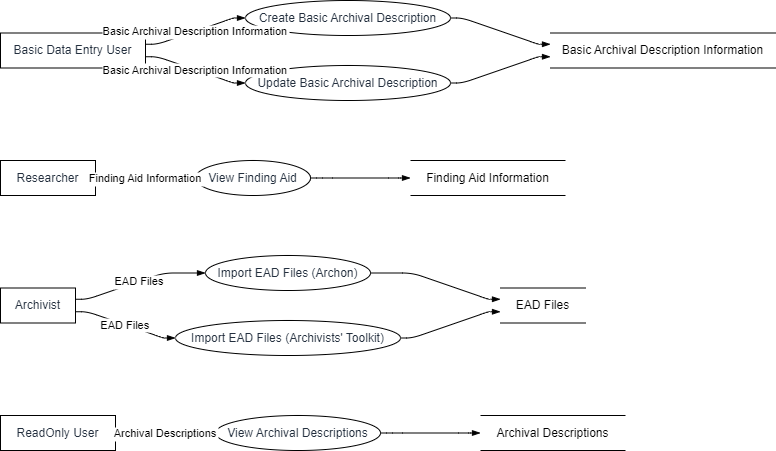 Create Basic Archival Description
Basic Archival Description Information
Basic Data Entry User
Basic Archival Description Information
Basic Archival Description Information
Update Basic Archival Description
Researcher
Finding Aid Information
View Finding Aid
Finding Aid Information
Import EAD Files (Archon)
EAD Files
Archivist
EAD Files
EAD Files
Import EAD Files (Archivists' Toolkit)
ReadOnly User
Archival Descriptions
View Archival Descriptions
Archival Descriptions